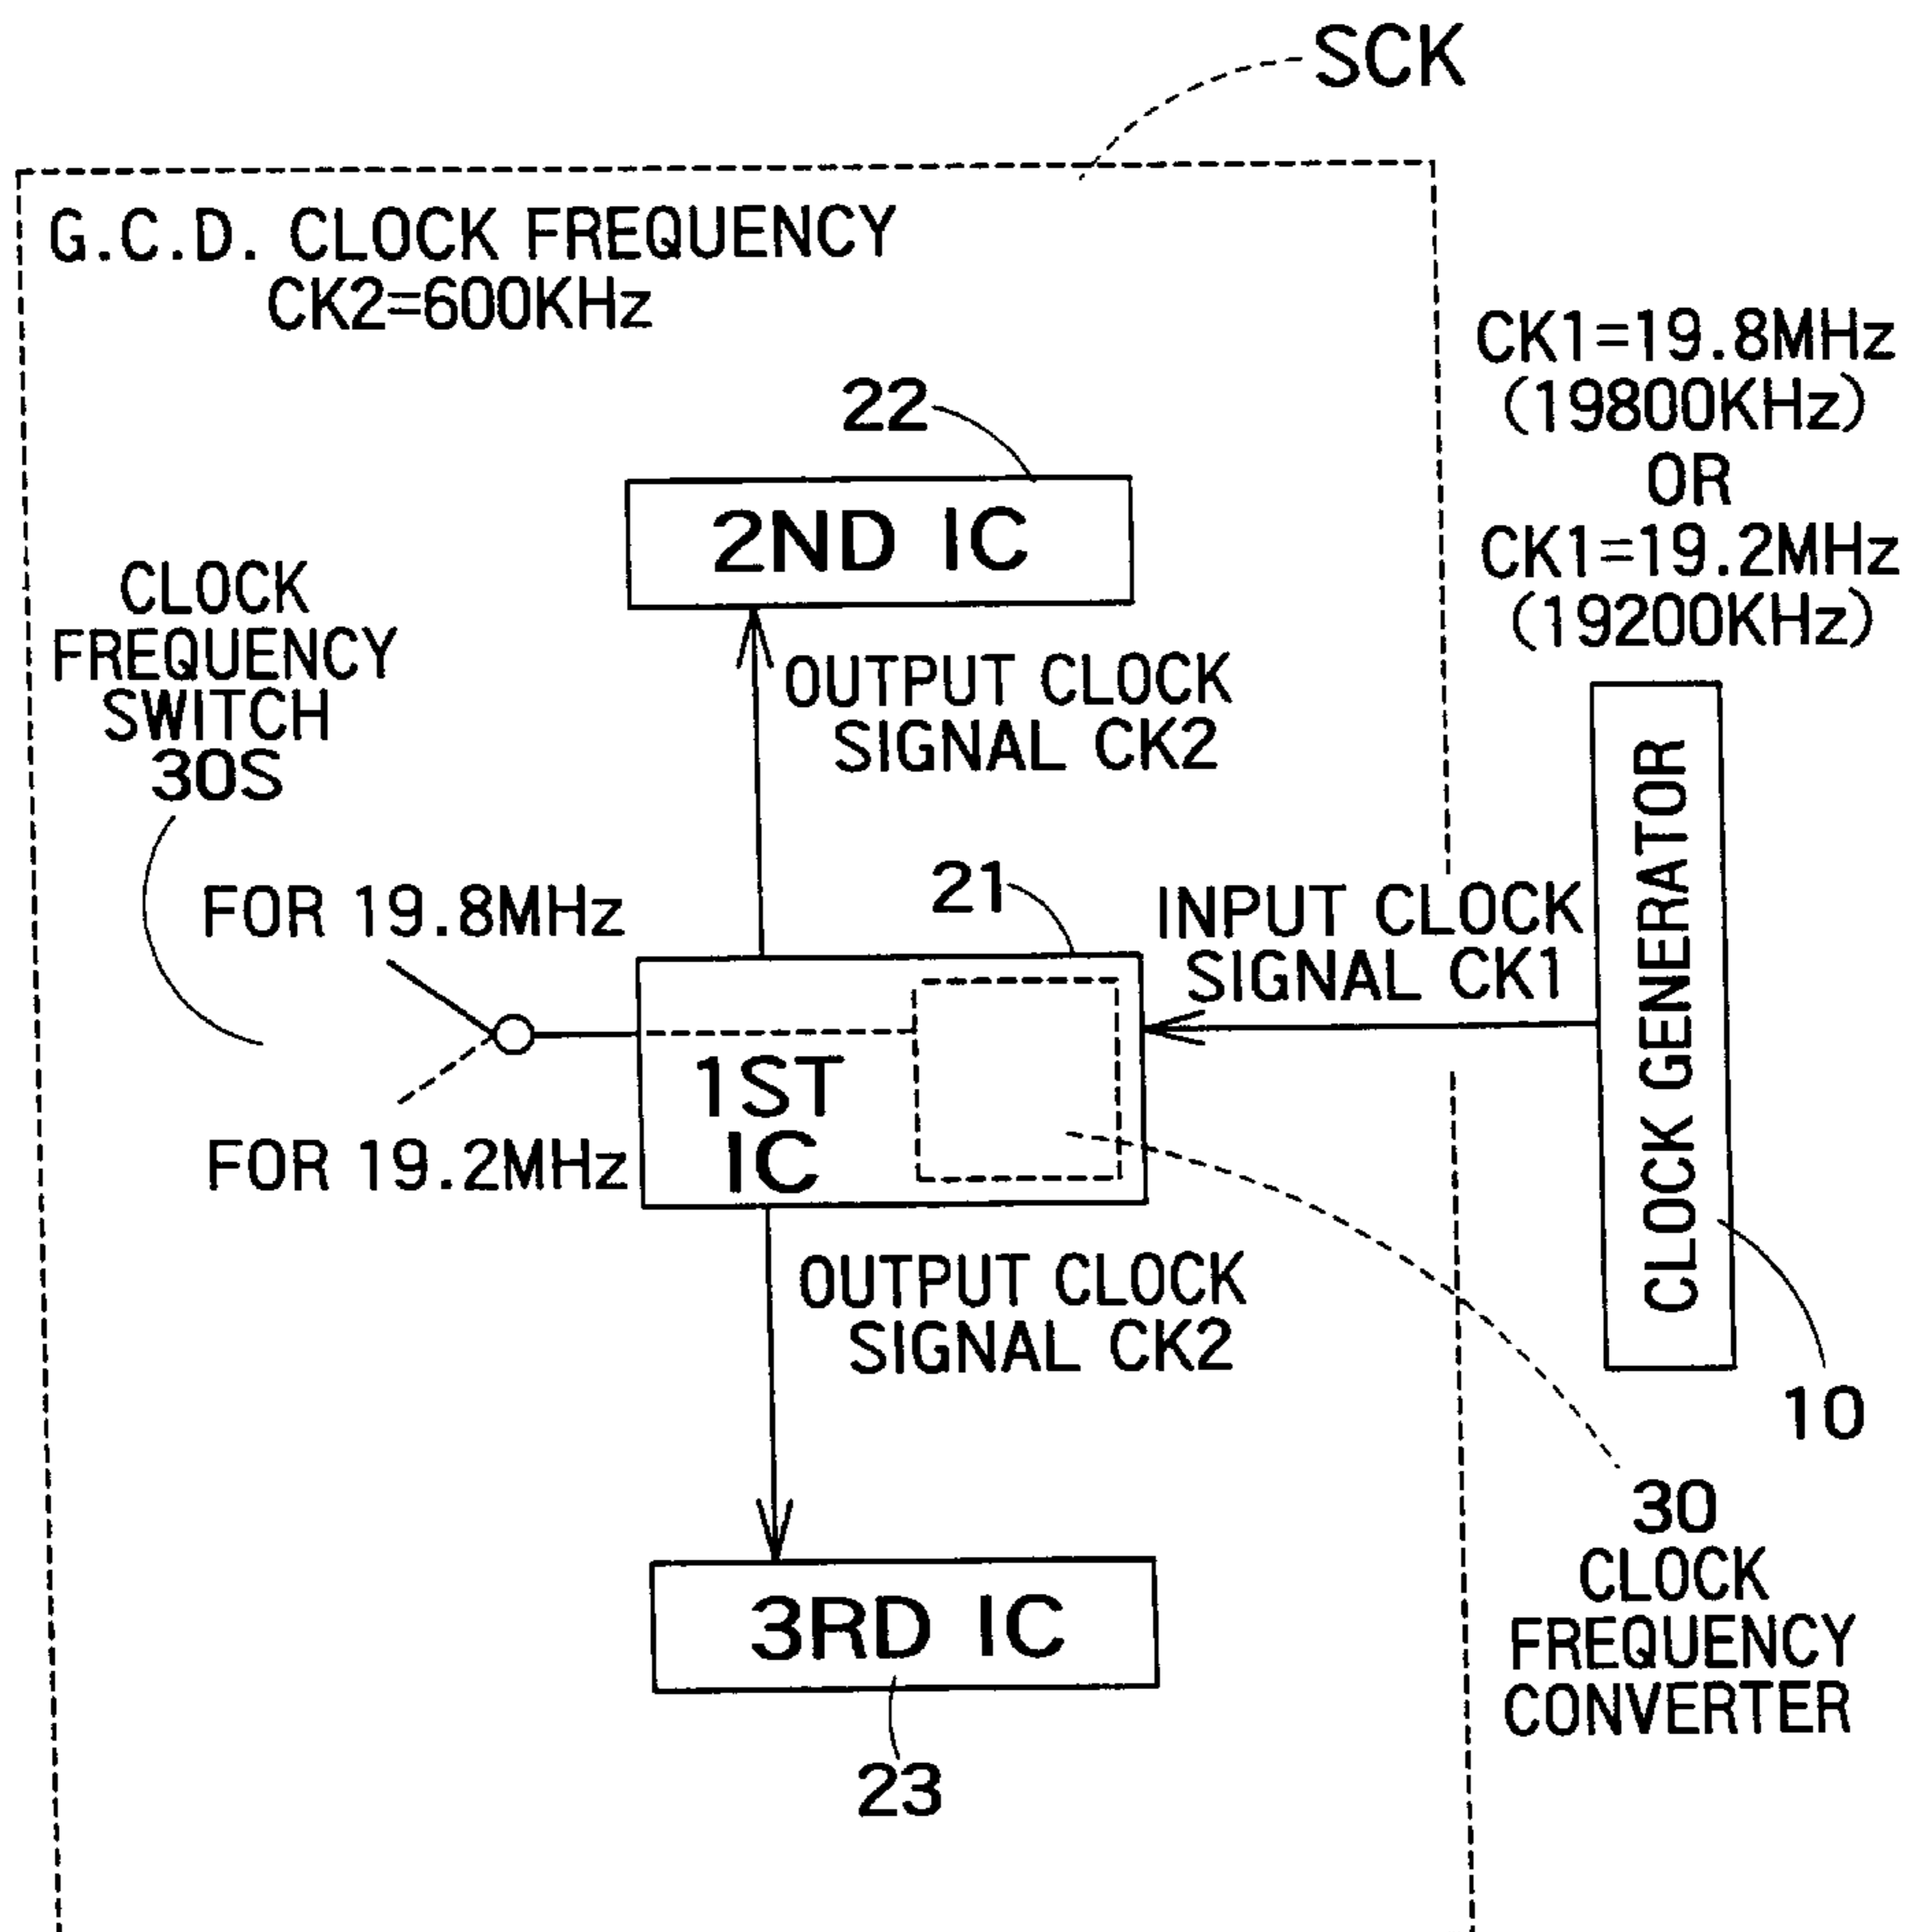 SCK
G.C.D. CLOCK FREQUENCY
CK2=600KHz
CK1=19.8MHz
(19800KHz)
OR
CK1=19.2MHz
(19200KHz)
22
2ND IC
CLOCK
FREQUENCY
SWITCH
30S
OUTPUT CLOCK
SIGNAL CK2
CLOCK GENERATOR
FOR 19.8MHz
21
INPUT CLOCK
SIGNAL CK1
1ST
IC
FOR 19.2MHz
OUTPUT CLOCK
SIGNAL CK2
10
30
CLOCK
FREQUENCY
CONVERTER
3RD IC
23